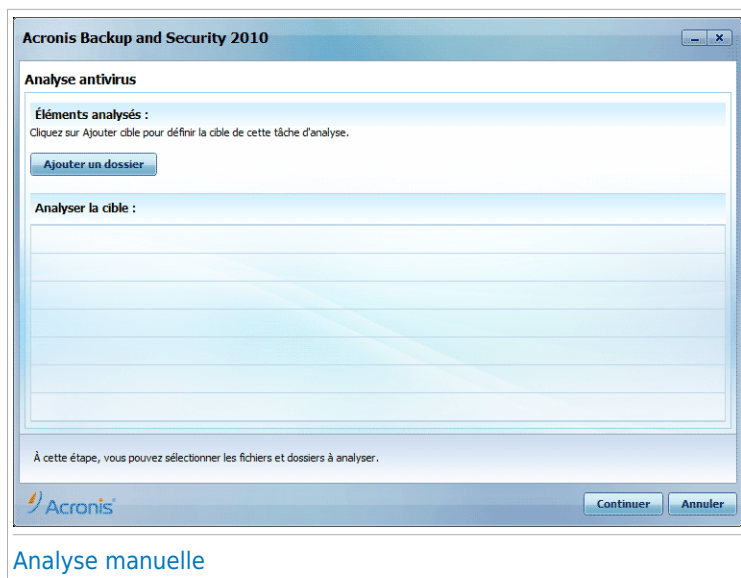 Acronis Backup and Security 2010
Analyse antivirus
Éléments analysés :
Cliquez sur Ajouter cible pour définir la cible de cette tâche d'analyse.
Ajouter un dossier
Analyser la cible :
À cette étape, vous pouvez sélectionner les fichiers et dossiers à analyser.
Acronis
Continuer Annuler
Analyse manuelle